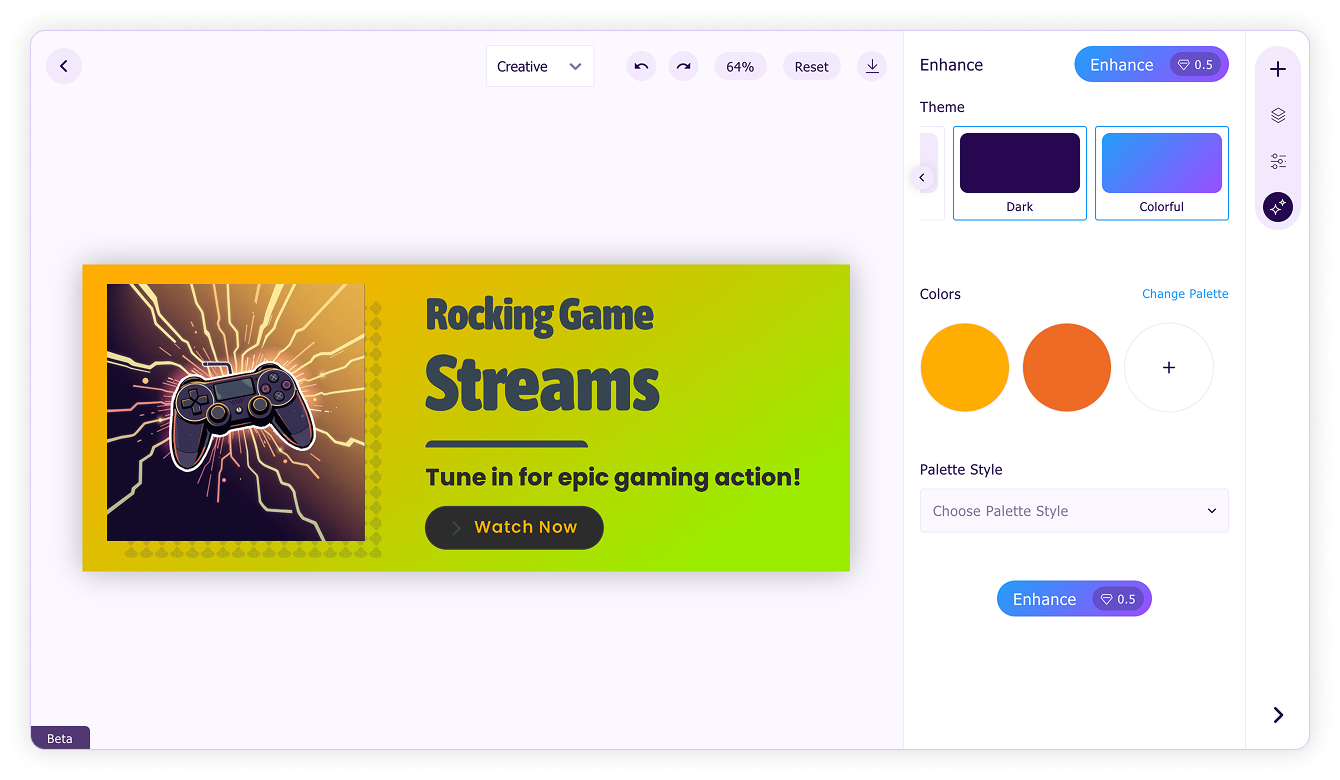 Creative
64%
Reset
Enhance
Enhance 0.5
Theme
Dark
Colorful
Colors
Change Palette
Palette Style
Choose Palette Style
Enhance 0.5
Rocking Game
Streams
Tune in for epic gaming action!
Watch Now
Beta